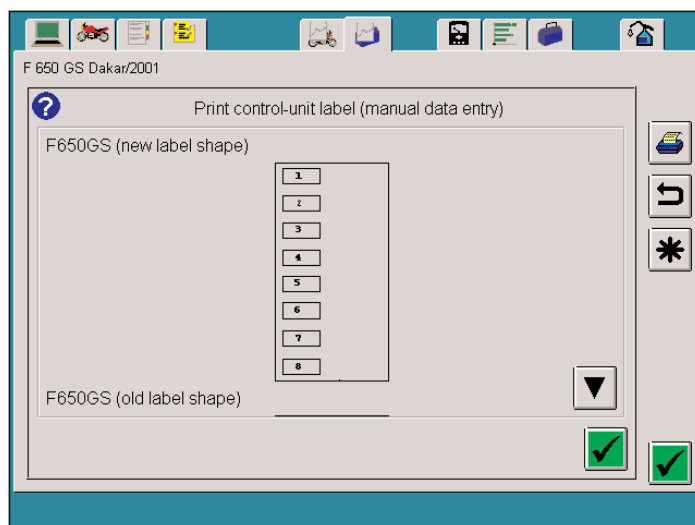 F 650 GS Dakar/2001
? Print control-unit label (manual data entry)
F650GS (new label shape)
1
2
3
4
5
6
7
8
F650GS (old label shape)